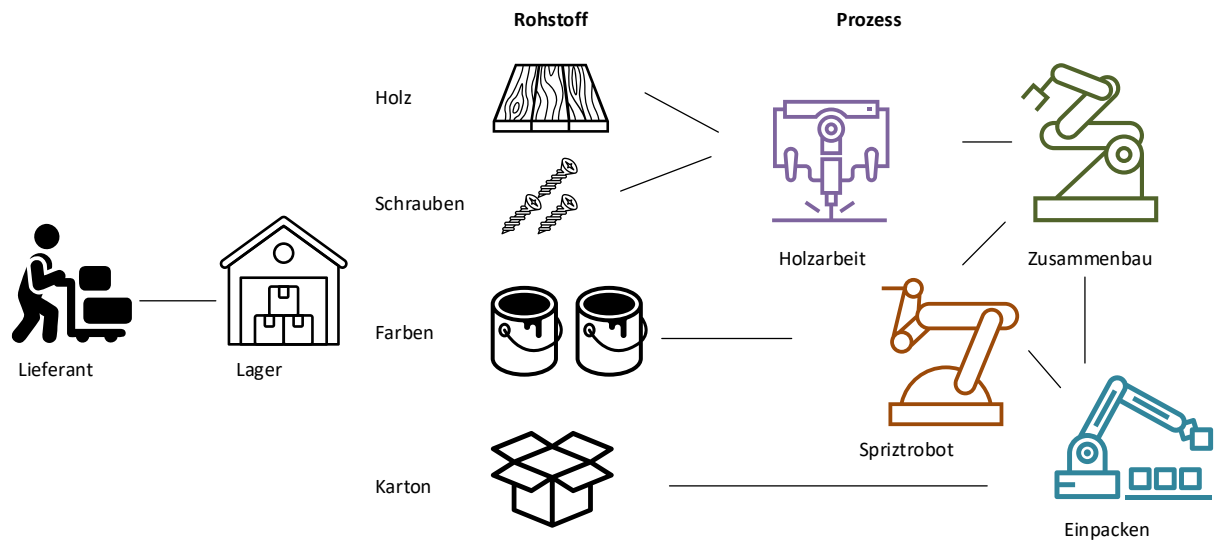 Rohstoff
Prozess
Holz
Schrauben
Holzarbeit
Zusammenbau
Farben
Lieferant
Lager
Spriztrobot
Karton
Einpacken